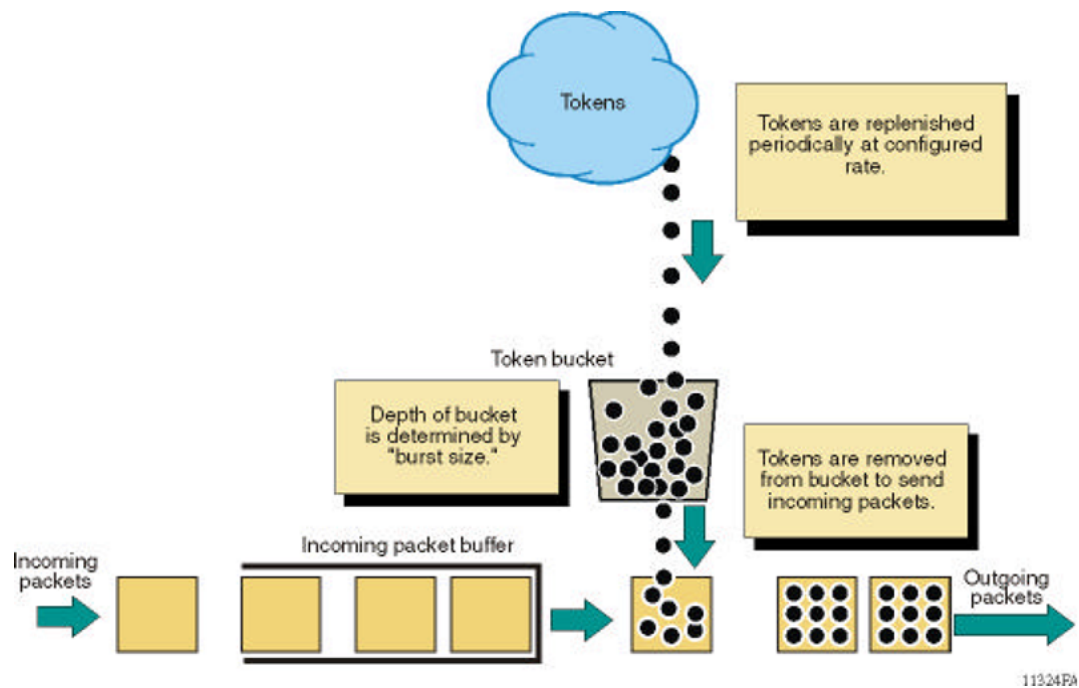 Tokens
Tokens are replenished
periodically at configured
rate.
Token bucket
Depth of bucket
is determined by
"burst size."
Tokens are removed
from bucket to send
incoming packets.
Incoming packet buffer
Incoming
packets
Outgoing
packets
11324PA